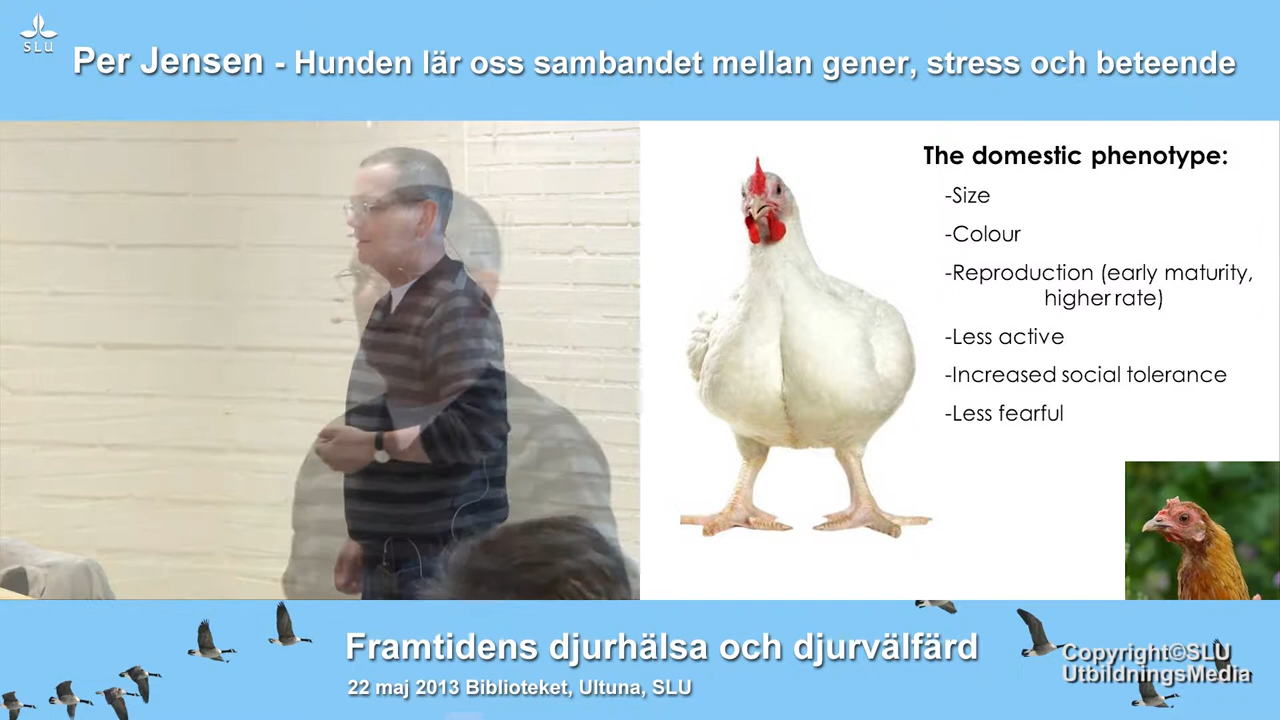 SLU
Per Jensen - Hunden lär oss sambandet mellan gener, stress och beteende
The domestic phenotype:
-Size
-Colour
-Reproduction (early maturity,
higher rate)
-Less active
-Increased social tolerance
-Less fearful
Framtidens djurhälsa och djurvälfärd
22 maj 2013 Biblioteket, Ultuna, SLU
Copyright©SLU
UtbildningsMedia